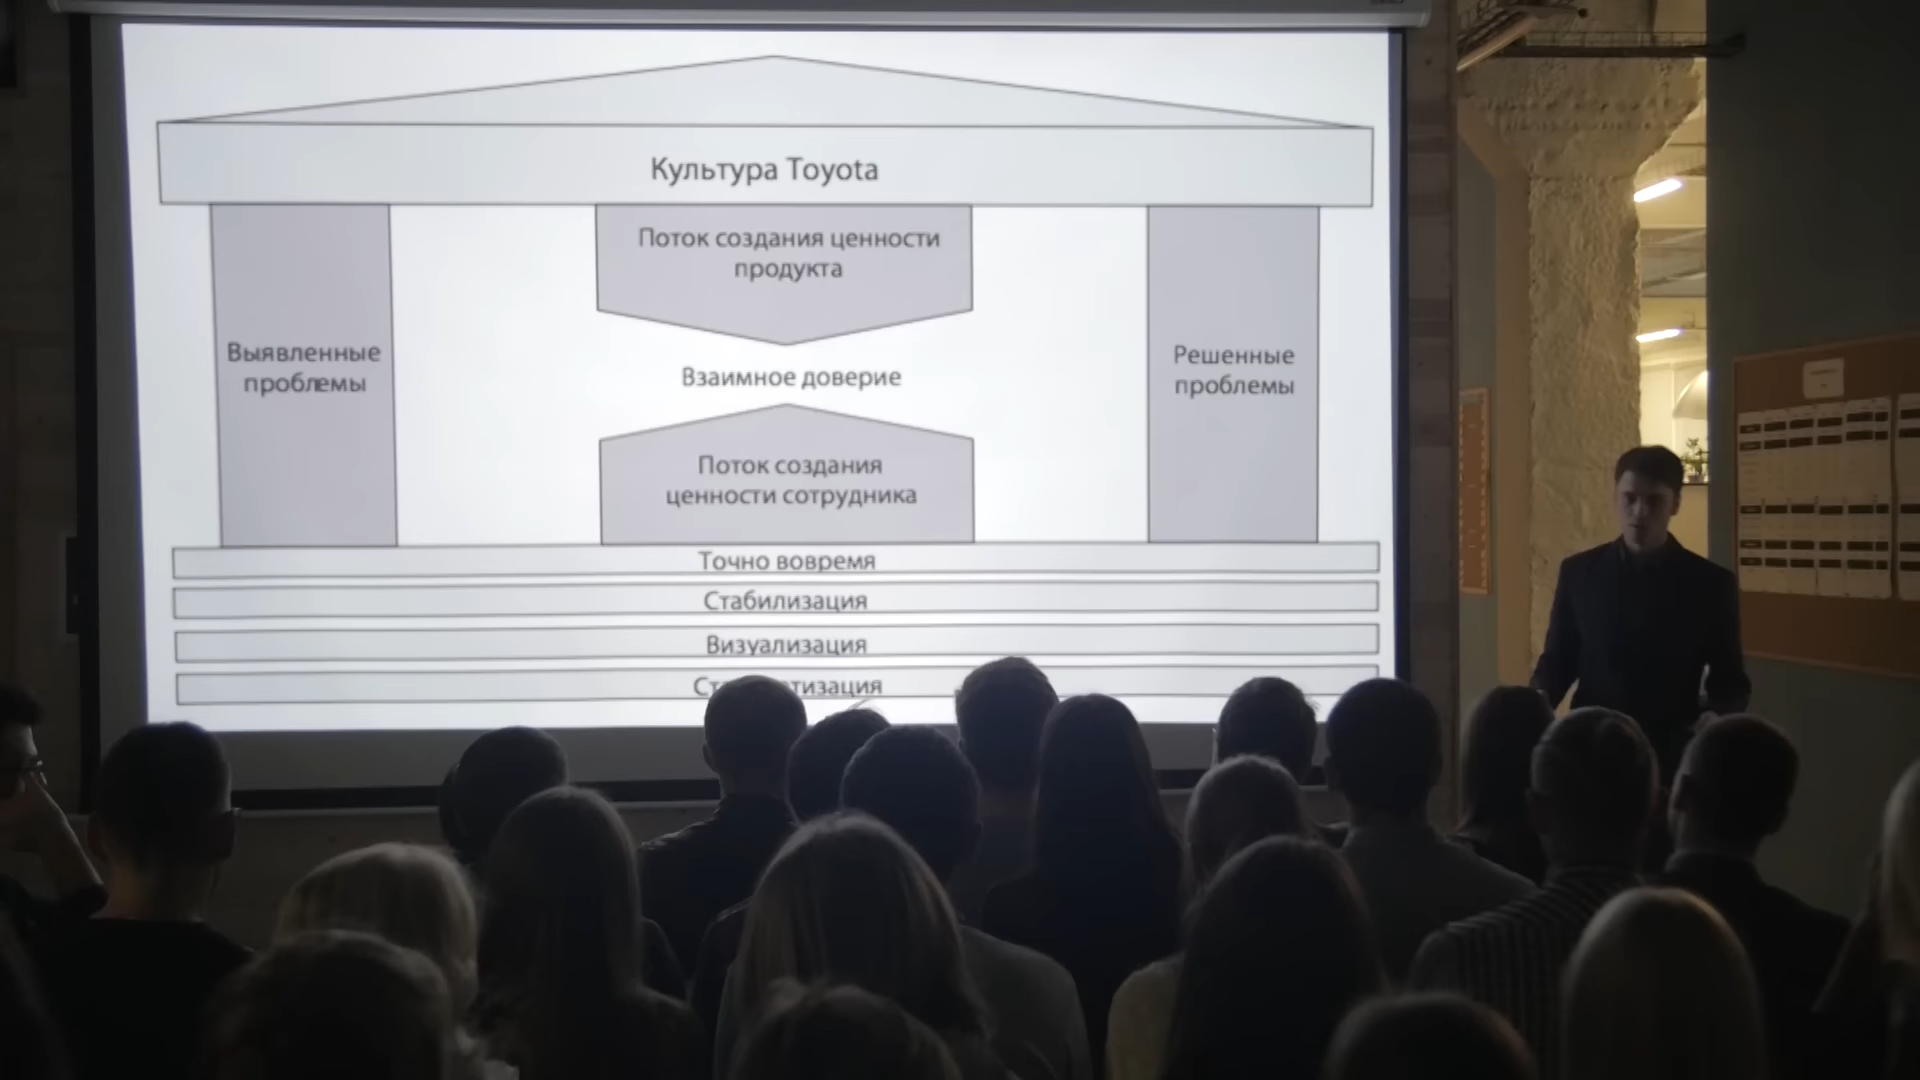 Культура Toyota
Поток создания ценности
продукта
Выявленные
проблемы
Взаимное доверие
Решенные
проблемы
Поток создания
ценности сотрудника
Точно вовремя
Стабилизация
Визуализация